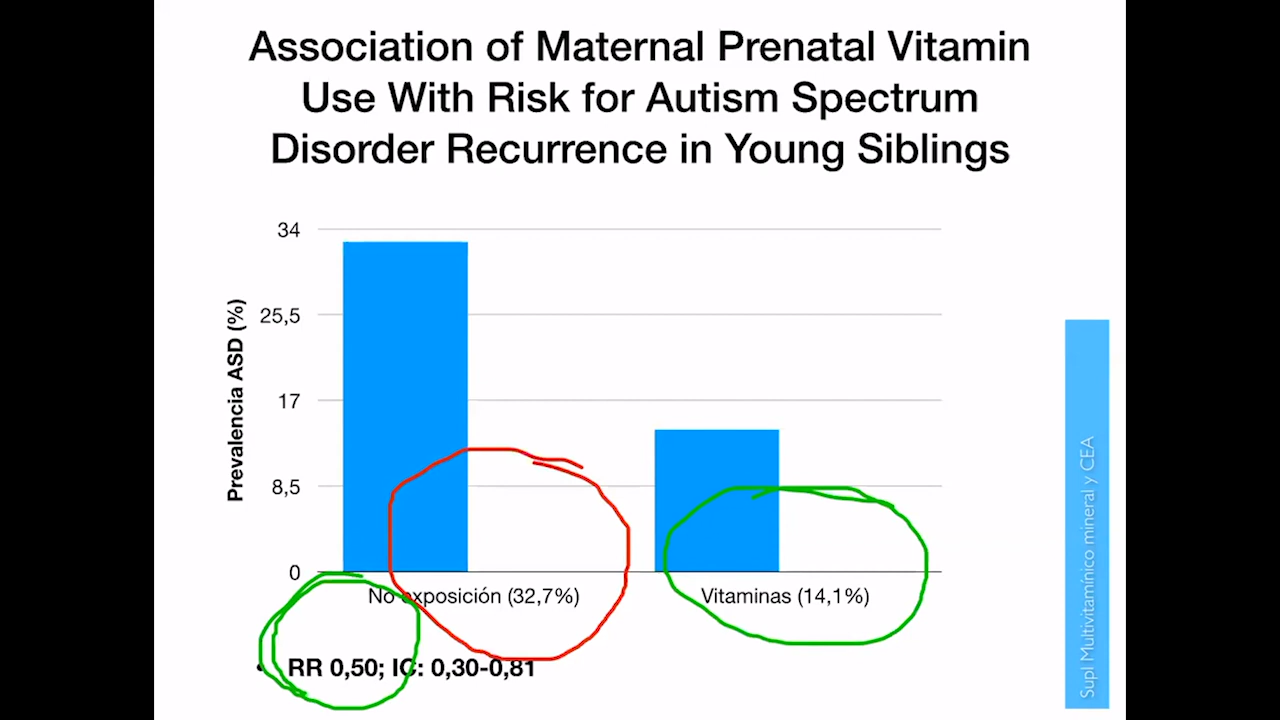 Association of Maternal Prenatal Vitamin
Use With Risk for Autism Spectrum
Disorder Recurrence in Young Siblings
34
25,5
17
8,5
0
Prevalencia ASD (%)
No exposición (32,7%)
Vitaminas (14,1%)
• RR 0,50; IC: 0,30-0,81
Supl Multivitamínico mineral y CEA